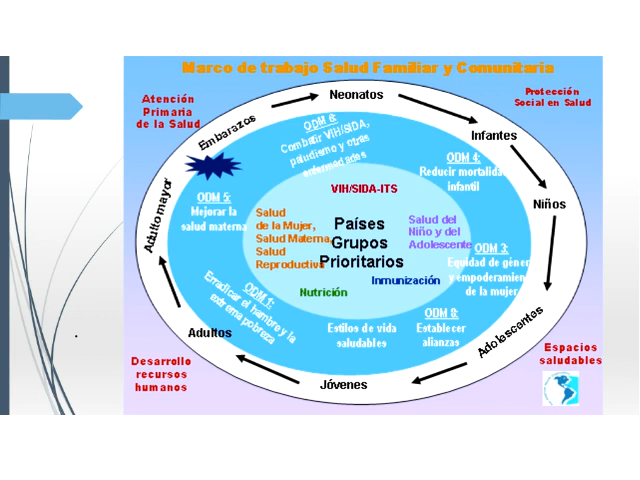 Marco de trabajo Salud Familiar y Comunitaria
Atención
Primaria
de la Salud
Protección
Social en Salud
Neonatos
Embarazos
Infantes
Niños
Adolescentes
Jóvenes
Adultos
Adulto mayor
ODM 6:
Combatir VIH/SIDA,
paludismo y otras
enfermedades
ODM 4:
Reducir mortalidad
infantil
ODM 5:
Mejorar la
salud materna
VIH/SIDA-ITS
Salud
de la Mujer,
Salud Materna,
Salud
Reproductiva
Países
Grupos
Prioritarios
Salud del
Niño y del
Adolescente
ODM 3:
Equidad de género
y empoderamien
de la mujer
Inmunización
Nutrición
ODM 1:
Erradicar el hambre y la
extrema pobreza
Estilos de vida
saludables
ODM 8:
Establecer
alianzas
Desarrollo
recursos
humanos
Espacios
saludables